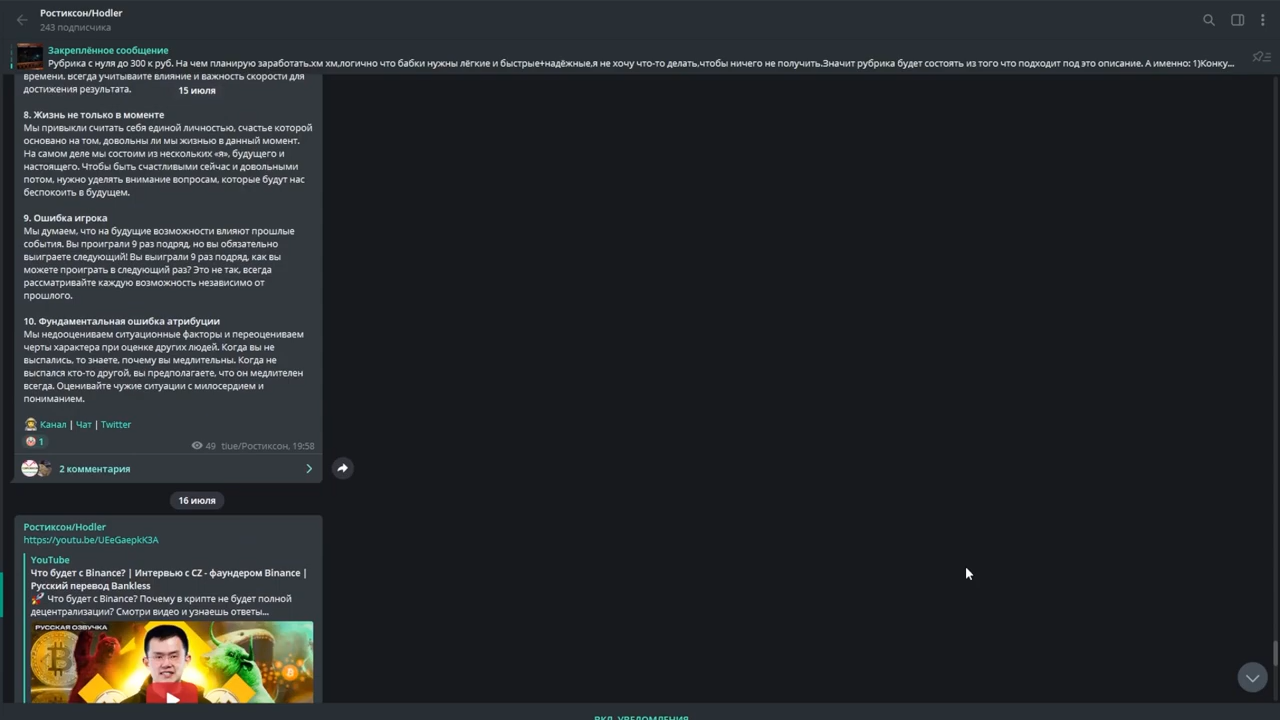 Ростиксон/Hodler
243 подписчика
Закреплённое сообщение
Рубрика с нуля до 300 к руб. На чем планирую заработать.хм хм,логично что бабки нужны лёгкие и быстрые+надёжные,я не хочу что-то делать,чтобы ничего не получить.Значит рубрика будет состоять из того что подходит под это описание. А именно: 1)Конку...
времени. всегда учитывайте влияние и важность скорости для
достижения результата.
15 июля
8. Жизнь не только в моменте
Мы привыкли считать себя единой личностью, счастье которой
основано на том, довольны ли мы жизнью в данный момент.
На самом деле мы состоим из нескольких «я», будущего и
настоящего. Чтобы быть счастливыми сейчас и довольными
потом, нужно уделять внимание вопросам, которые будут нас
беспокоить в будущем.
9. Ошибка игрока
Мы думаем, что на будущие возможности влияют прошлые
события. Вы проиграли 9 раз подряд, но вы обязательно
выиграете следующий! Вы выиграли 9 раз подряд, как вы
можете проиграть в следующий раз? Это не так, всегда
рассматривайте каждую возможность независимо от
прошлого.
10. Фундаментальная ошибка атрибуции
Мы недооцениваем ситуационные факторы и переоцениваем
черты характера при оценке других людей. Когда вы не
выспались, то знаете, почему вы медлительны. Когда не
выспался кто-то другой, вы предполагаете, что он медлителен
всегда. Оценивайте чужие ситуации с милосердием и
пониманием.
Канал | Чат | Twitter
1
49 tiue/Ростиксон, 19:58
2 комментария
16 июля
Ростиксон/Hodler
https://youtu.be/UEeGaepkK3A
YouTube
Что будет с Binance? | Интервью с CZ - фаундером Binance |
Русский перевод Bankless
🚀 Что будет с Binance? Почему в крипте не будет полной
децентрализации? Смотри видео и узнаешь ответы...
РУССКАЯ ОЗВУЧКА
ВКЛ. УВЕДОМЛЕНИЯ